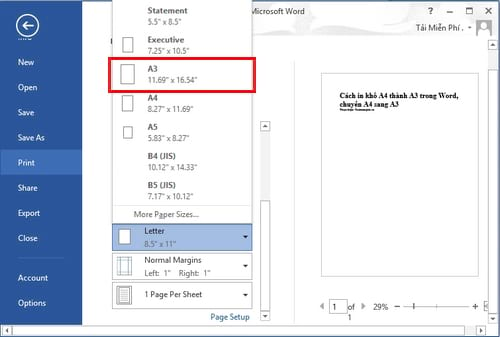 Microsoft Word
?
Tải Miễn Phí
New
Open
Save
Save As
Print
Share
Export
Close
Account
Options
Statement
5.5" x 8.5"
Executive
7.25" x 10.5"
A3
11.69" x 16.54"
A4
8.27" x 11.69"
A5
5.83" x 8.27"
B4 (JIS)
10.12" x 14.33"
B5 (JIS)
7.17" x 10.12"
More Paper Sizes...
Letter
8.5" x 11"
Normal Margins
Left: 1" Right: 1"
1 Page Per Sheet
Page Setup
Cách in khổ A4 thành A3 trong Word,
chuyển A4 sang A3
1 of 1
29%